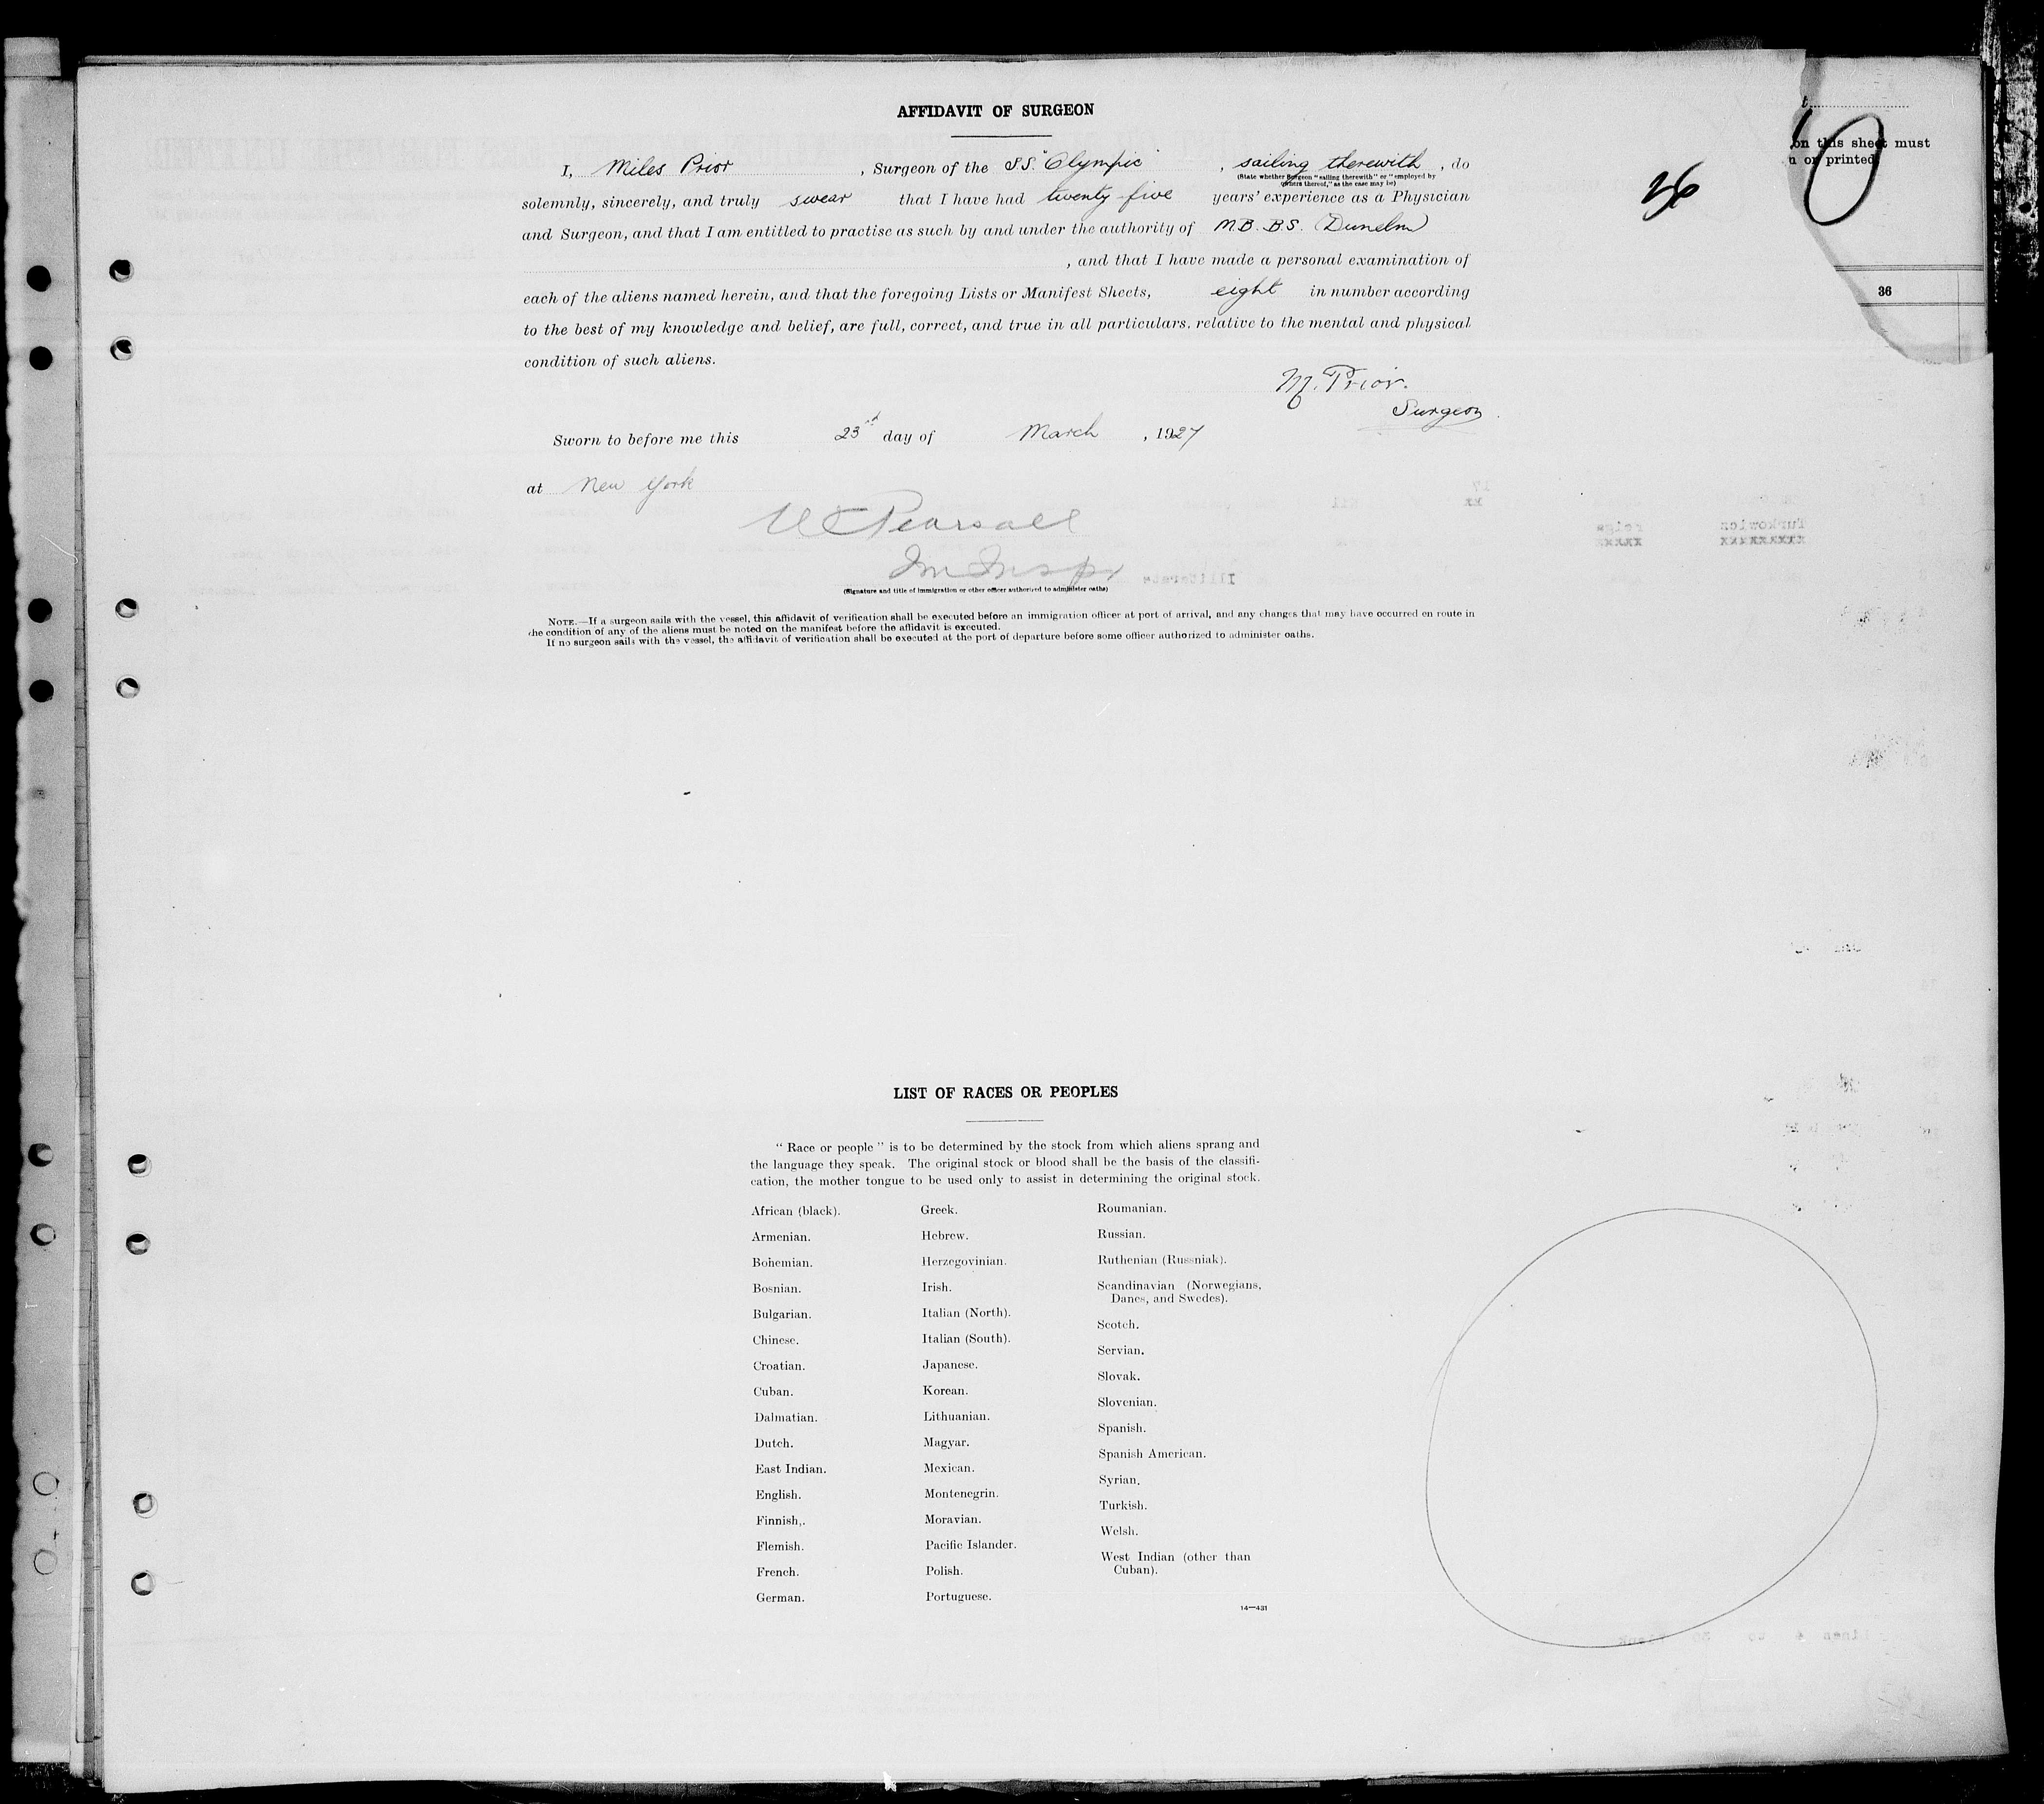 AFFIDAVIT OF SURGEON
I, Miles Prior, Surgeon of the S.S. "Olympic", sailing therewith, do
(State whether Surgeon "sailing therewith" or "employed by
owners thereof," as the case may be)
solemnly, sincerely, and truly swear that I have had twenty five years' experience as a Physician
and Surgeon, and that I am entitled to practise as such by and under the authority of M.B. B.S. (Dunelm)
, and that I have made a personal examination of
each of the aliens named herein, and that the foregoing Lists or Manifest Sheets, eight in number according
to the best of my knowledge and belief, are full, correct, and true in all particulars, relative to the mental and physical
condition of such aliens.
M. Prior.
Surgeon.
Sworn to before me this 23rd day of March, 1927
at New York
Pearsall
Im Insp
(Signature and title of immigration or other officer authorized to administer oaths)
NOTE.—If a surgeon sails with the vessel, this affidavit of verification shall be executed before an immigration officer at port of arrival, and any changes that may have occurred en route in
the condition of any of the aliens must be noted on the manifest before the affidavit is executed.
If no surgeon sails with the vessel, the affidavit of verification shall be executed at the port of departure before some officer authorized to administer oaths.
26
on this sheet must
or printed
36
LIST OF RACES OR PEOPLES
"Race or people" is to be determined by the stock from which aliens sprang and
the language they speak. The original stock or blood shall be the basis of the classifi-
cation, the mother tongue to be used only to assist in determining the original stock.
African (black).
Armenian.
Bohemian.
Bosnian.
Bulgarian.
Chinese.
Croatian.
Cuban.
Dalmatian.
Dutch.
East Indian.
English.
Finnish,.
Flemish.
French.
German.
Greek.
Hebrew.
Herzegovinian.
Irish.
Italian (North).
Italian (South).
Japanese.
Korean.
Lithuanian.
Magyar.
Mexican.
Montenegrin.
Moravian.
Pacific Islander.
Polish.
Portuguese.
Roumanian.
Russian.
Ruthenian (Russniak).
Scandinavian (Norwegians,
Danes, and Swedes).
Scotch.
Servian.
Slovak.
Slovenian.
Spanish.
Spanish American.
Syrian.
Turkish.
Welsh.
West Indian (other than
Cuban).
14—431